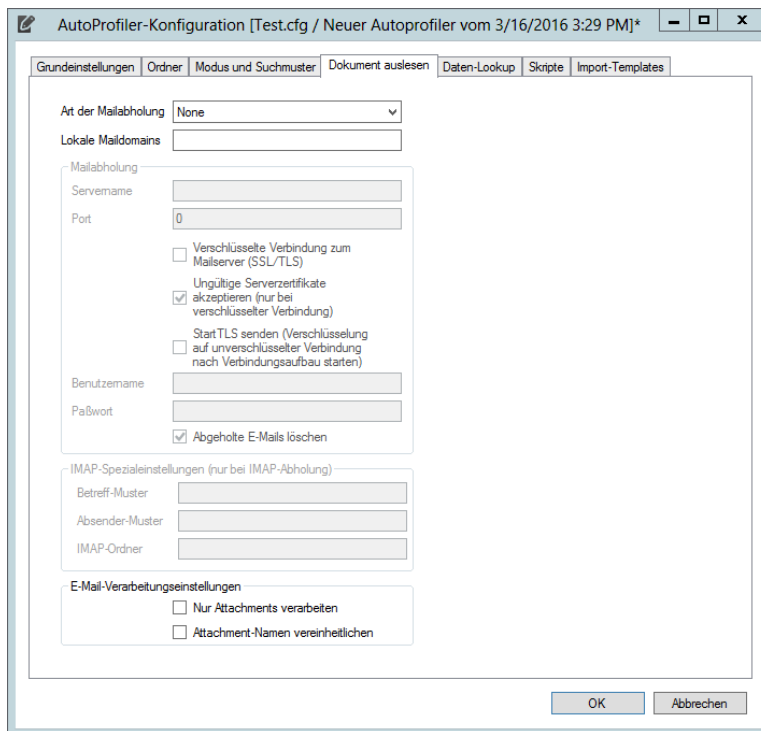 AutoProfiler-Konfiguration [Test.cfg / Neuer Autoprofiler vom 3/16/2016 3:29 PM]*
Grundeinstellungen Ordner Modus und Suchmuster Dokument auslesen Daten-Lookup Skripte Import-Templates
Art der Mailabholung None
Lokale Maildomains
Mailabholung
Servername
Port 0
Verschlüsselte Verbindung zum
Mailserver (SSL/TLS)
Ungültige Serverzertifikate
akzeptieren (nur bei
verschlüsselter Verbindung)
StartTLS senden (Verschlüsselung
auf unverschlüsselter Verbindung
nach Verbindungsaufbau starten)
Benutzername
Paßwort
Abgeholte E-Mails löschen
IMAP-Spezialeinstellungen (nur bei IMAP-Abholung)
Betreff-Muster
Absender-Muster
IMAP-Ordner
E-Mail-Verarbeitungseinstellungen
Nur Attachments verarbeiten
Attachment-Namen vereinheitlichen
OK Abbrechen